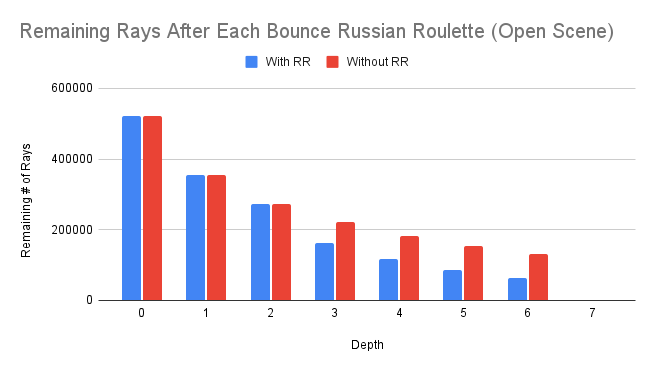 Remaining Rays After Each Bounce Russian Roulette (Open Scene)
With RR
Without RR
600000
400000
200000
0
Remaining # of Rays
0 1 2 3 4 5 6 7
Depth